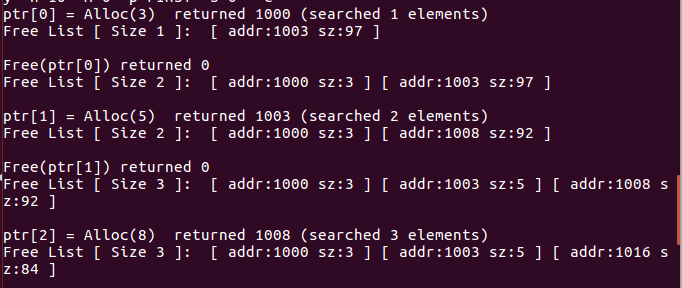 ptr[0] = Alloc(3)  returned 1000 (searched 1 elements)
Free List [ Size 1 ]:  [ addr:1003 sz:97 ]

Free(ptr[0]) returned 0
Free List [ Size 2 ]:  [ addr:1000 sz:3 ] [ addr:1003 sz:97 ]

ptr[1] = Alloc(5)  returned 1003 (searched 2 elements)
Free List [ Size 2 ]:  [ addr:1000 sz:3 ] [ addr:1008 sz:92 ]

Free(ptr[1]) returned 0
Free List [ Size 3 ]:  [ addr:1000 sz:3 ] [ addr:1003 sz:5 ] [ addr:1008 s
z:92 ]

ptr[2] = Alloc(8)  returned 1008 (searched 3 elements)
Free List [ Size 3 ]:  [ addr:1000 sz:3 ] [ addr:1003 sz:5 ] [ addr:1016 s
z:84 ]